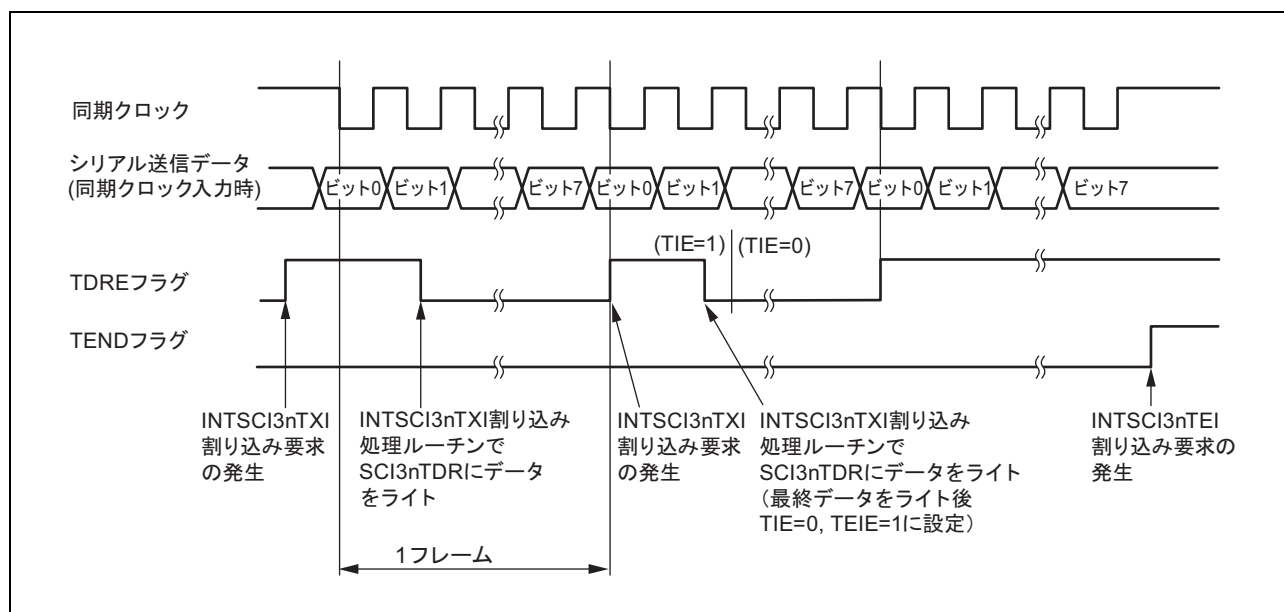 同期クロック
シリアル送信データ
(同期クロック入力時)
ビット0 ビット1 ビット7 ビット0 ビット1 ビット7 ビット0 ビット1 ビット7
(TIE=1) (TIE=0)
TDREフラグ
TENDフラグ
INTSCI3nTXI
割り込み要求
の発生
INTSCI3nTXI割り込み
処理ルーチンで
SCI3nTDRにデータ
をライト
INTSCI3nTXI
割り込み要求
の発生
INTSCI3nTXI割り込み
処理ルーチンで
SCI3nTDRにデータをライト
（最終データをライト後
TIE=0, TEIE=1に設定）
INTSCI3nTEI
割り込み要求の
発生
1フレーム